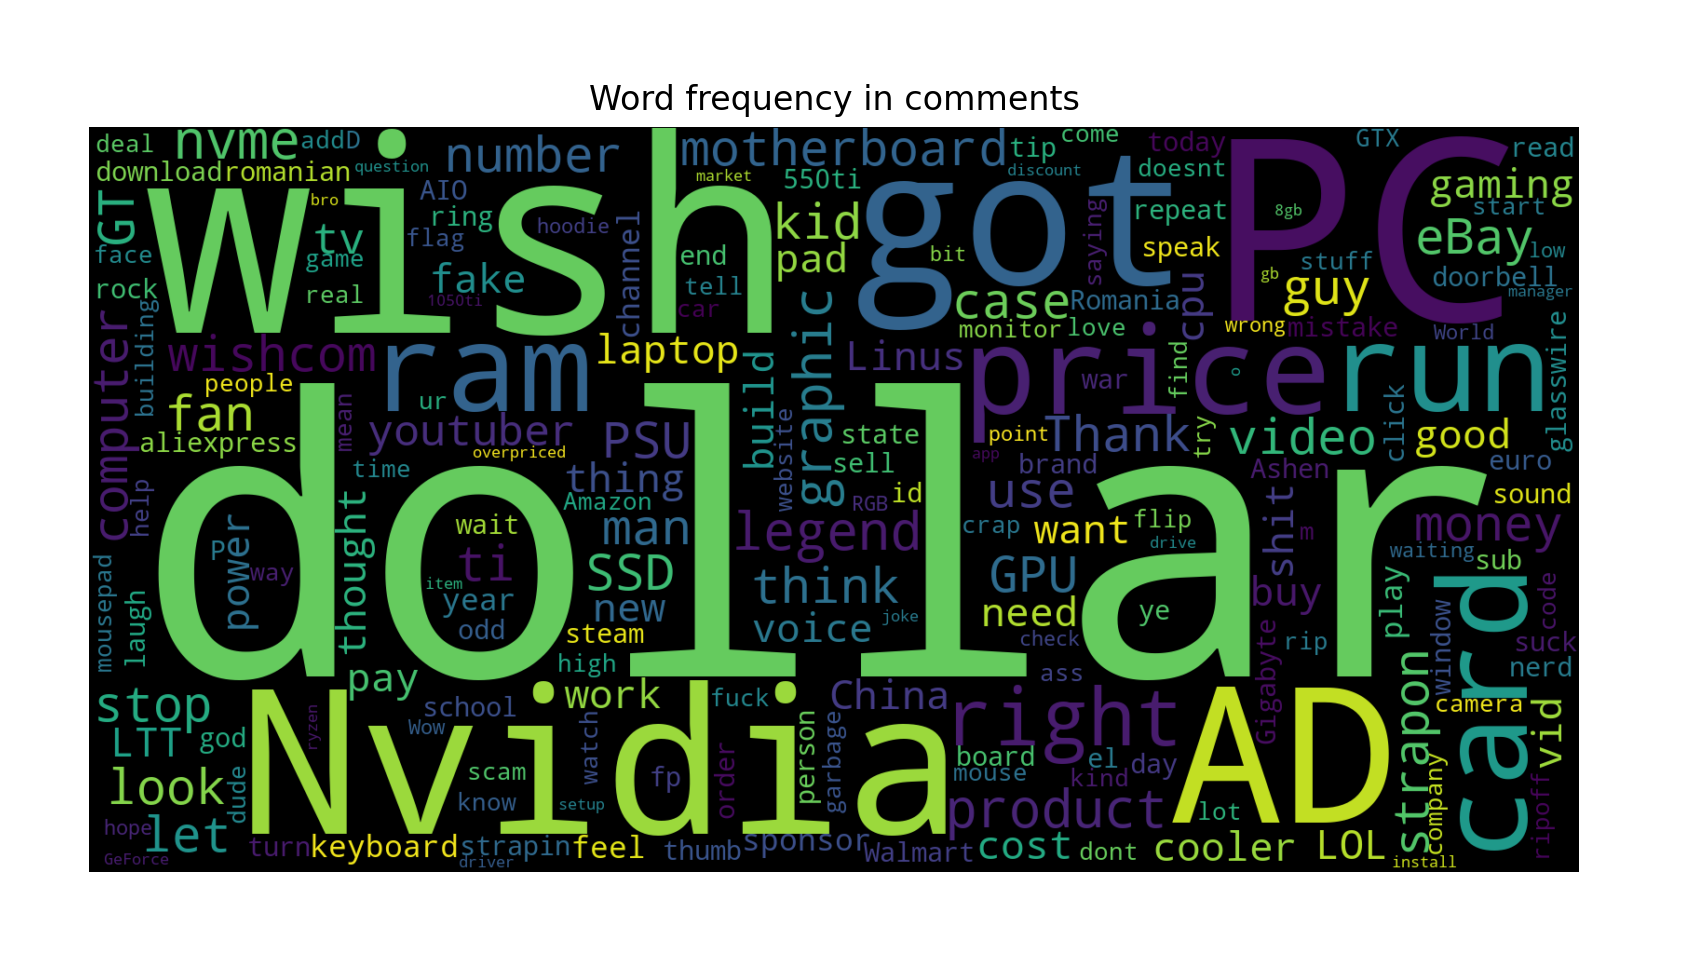 Word frequency in comments
deal
nvme
addD
number
motherboard
tip
come
today
GTX
read
download
romanian
question
AIO
market
550ti
discount
doesnt
gaming
wish
got
PC
bro
GT
tv
ring
flag
hoodie
channel
kid
repeat
8gb
start
face
game
fake
end
pad
bit
saying
speak
stuff
eBay
low
rock
real
1050ti
tell
car
case
Romania
cpu
gb
guy
doorbell
manager
computer
building
wishcom
ram
laptop
graphic
monitor
love
wrong
mistake
World
people
ur
build
Linus
price
war
find
o
run
glasswire
fan
mean
youtuber
PSU
website
state
point
Thank
try
video
click
good
aliexpress
overpriced
app
time
thing
sell
brand
Ashen
euro
help
dollar
Amazon
RGB
id
use
shit
sound
thought
wait
man
legend
crap
want
flip
m
money
P
power
way
ti
SSD
drive
waiting
sub
mousepad
laugh
item
year
new
think
GPU
buy
play
card
code
odd
steam
voice
joke
need
check
ye
Gigabyte
rip
window
suck
high
ass
strapon
nerd
stop
pay
Nvidia
work
fuck
China
right
AD
camera
vid
school
LTT
god
ryzen
Wow
watch
person
garbage
board
el
day
look
dude
scam
fp
order
mouse
kind
company
know
setup
product
lot
ripoff
hope
let
GeForce
turn
keyboard
strapin
driver
feel
thumb
sponsor
Walmart
cost
dont
cooler
LOL
install